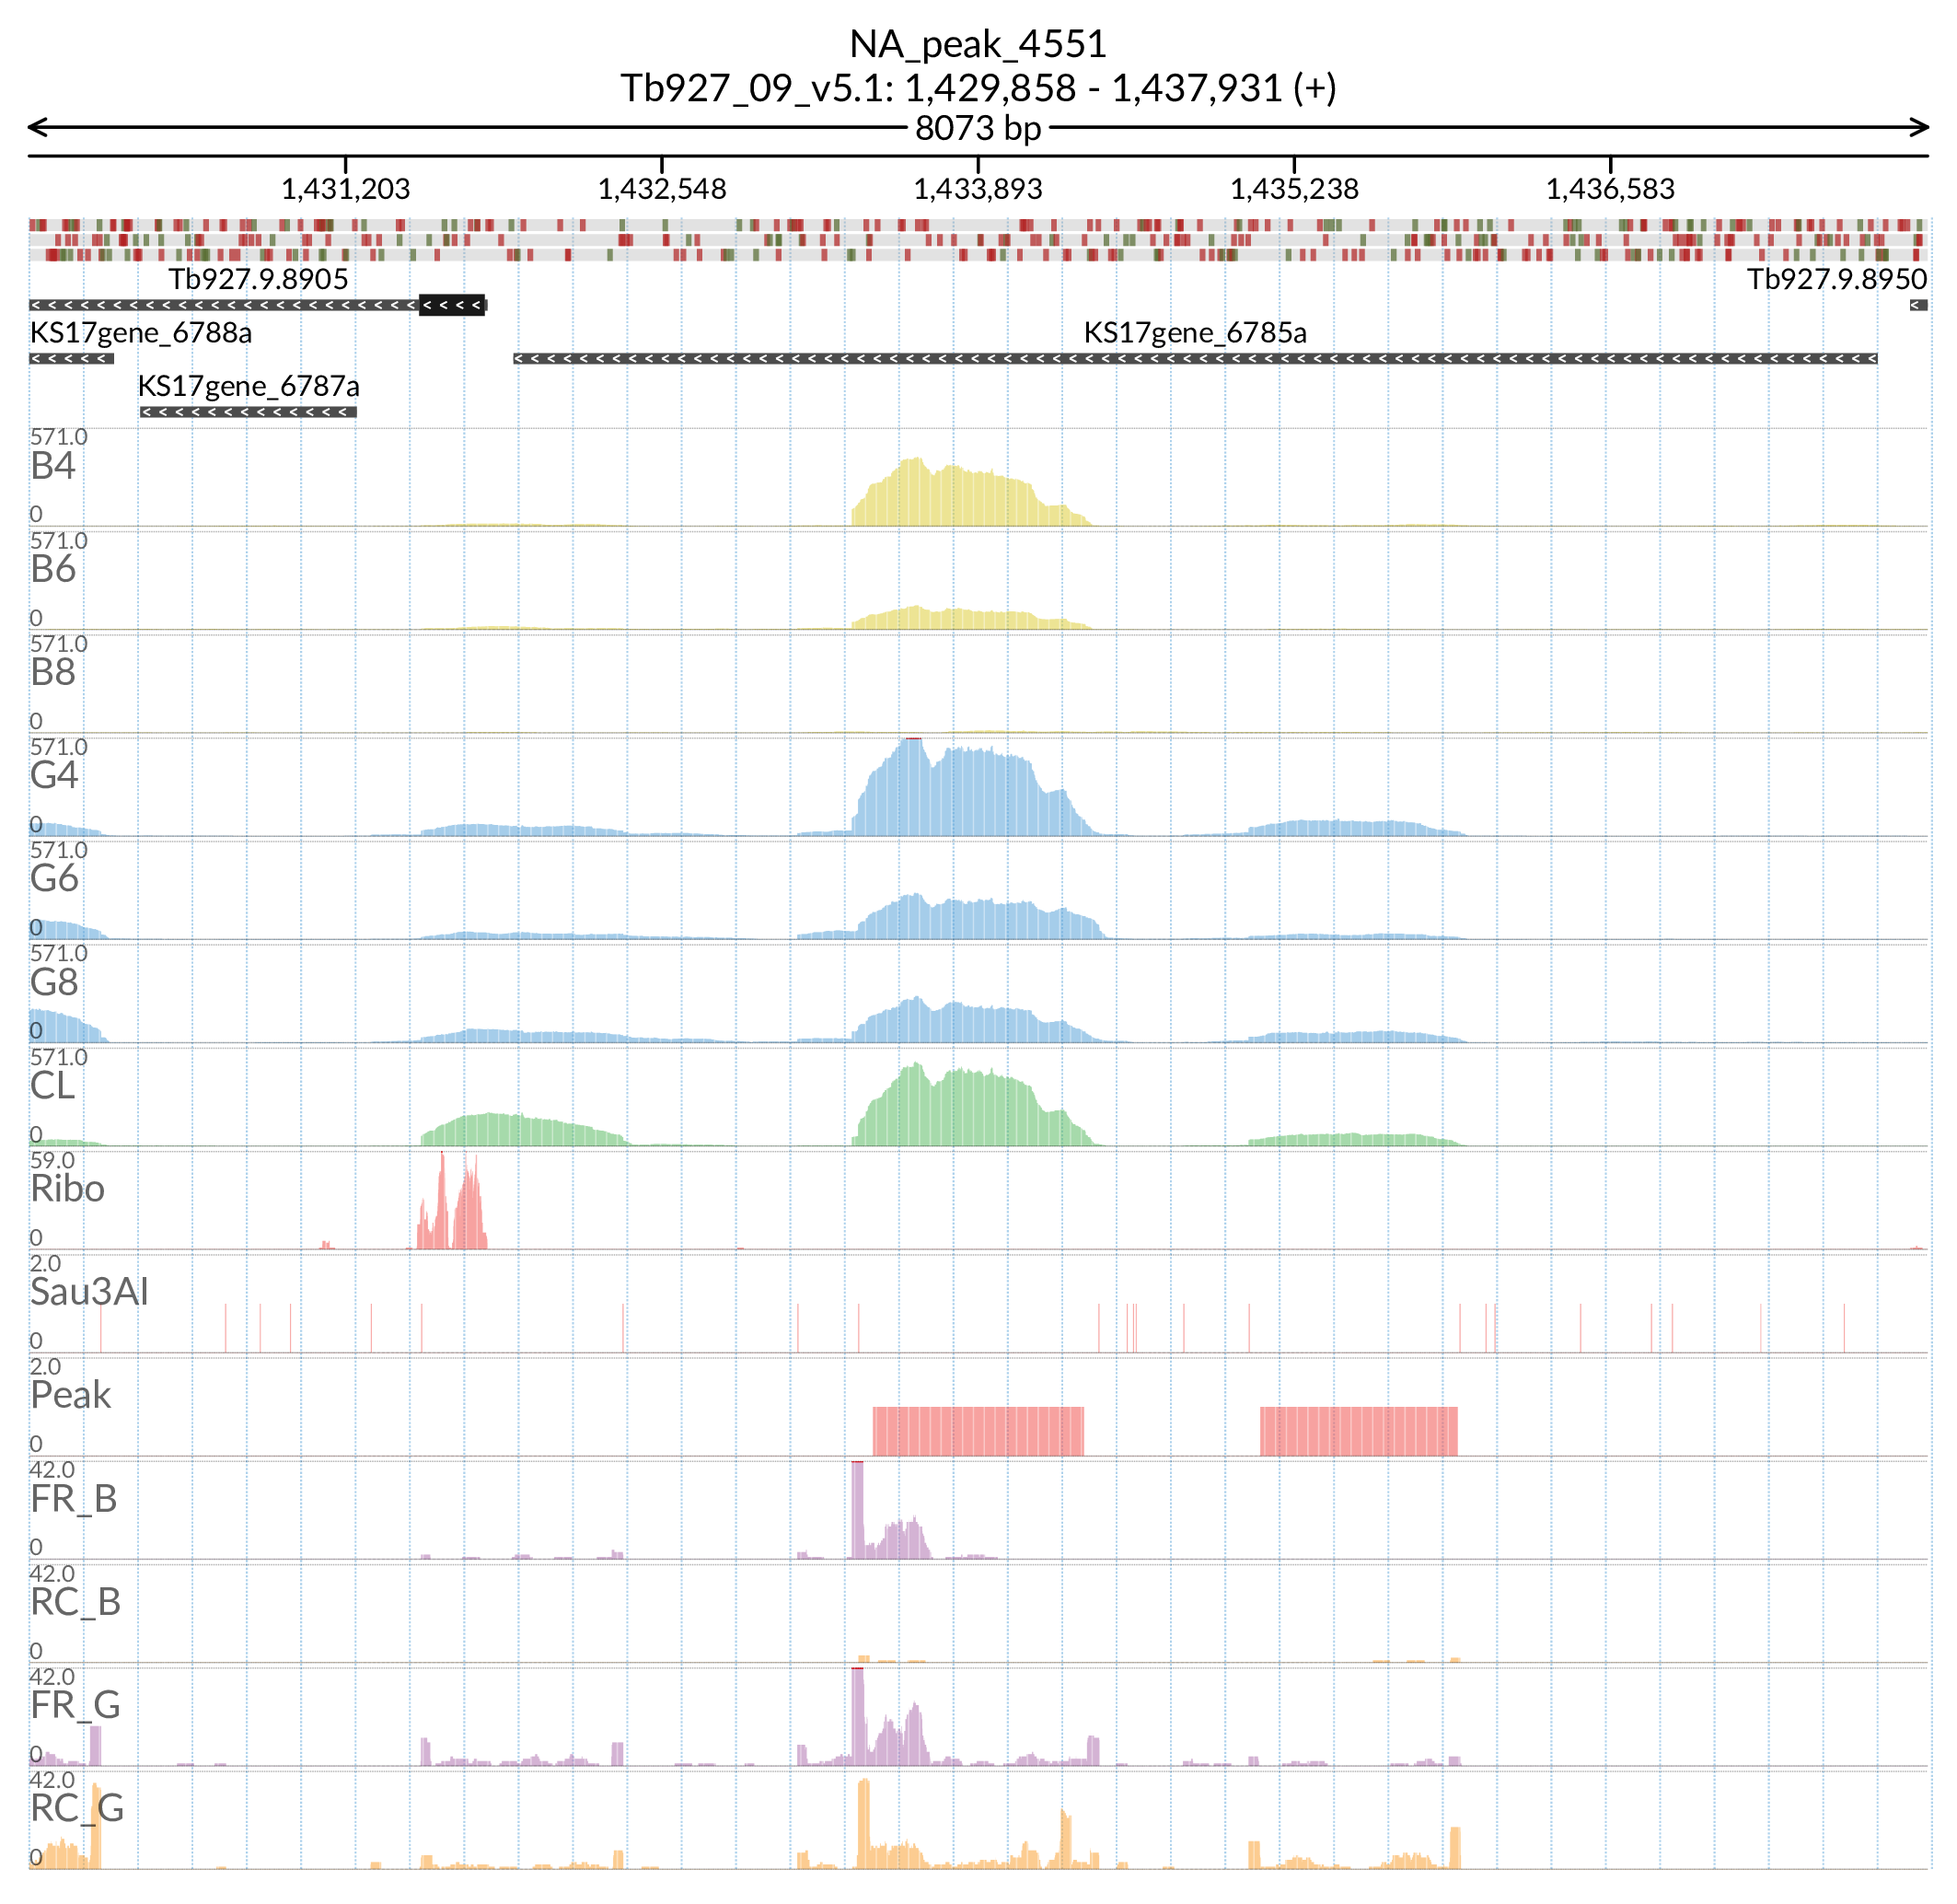 NA_peak_4551
Tb927_09_v5.1: 1,429,858 - 1,437,931 (+)
8073 bp
1,431,203 1,432,548 1,433,893 1,435,238 1,436,583
Tb927.9.8905 Tb927.9.8950
KS17gene_6788a KS17gene_6785a
KS17gene_6787a
571.0
B4
0
571.0
B6
0
571.0
B8
0
571.0
G4
0
571.0
G6
0
571.0
G8
0
571.0
CL
0
59.0
Ribo
0
2.0
Sau3AI
0
2.0
Peak
0
42.0
FR_B
0
42.0
RC_B
0
42.0
FR_G
0
42.0
RC_G
0